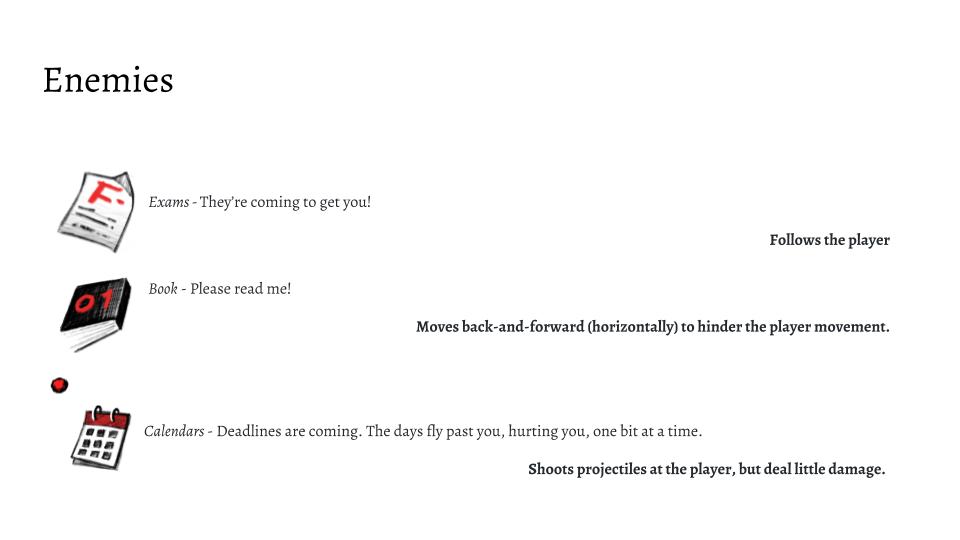 Enemies
F.
Exams - They're coming to get you!
Follows the player
01
Book - Please read me!
Moves back-and-forward (horizontally) to hinder the player movement.
Calendars - Deadlines are coming. The days fly past you, hurting you, one bit at a time.
Shoots projectiles at the player, but deal little damage.